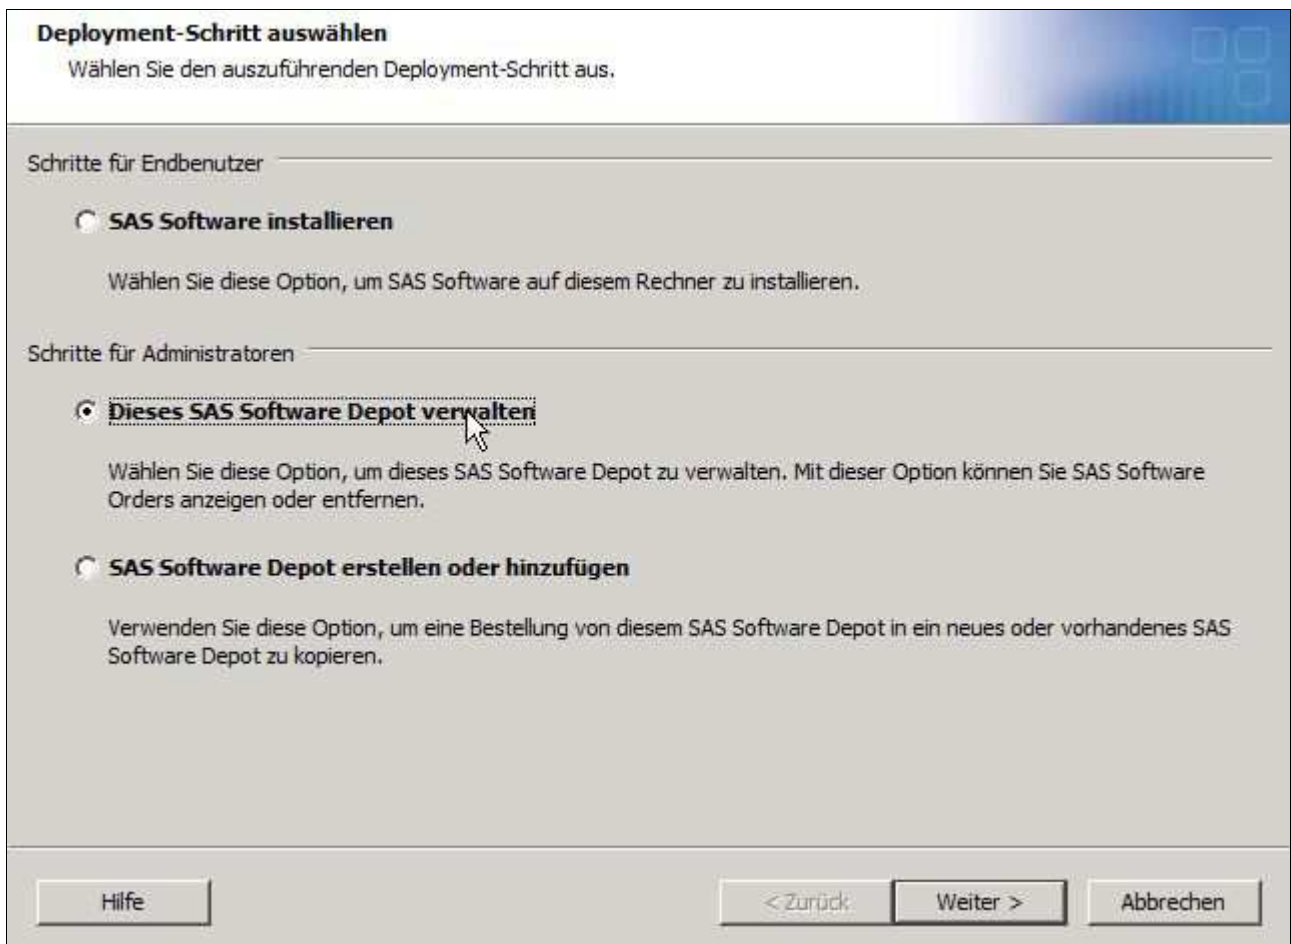 Deployment-Schritt auswählen
Wählen Sie den auszuführenden Deployment-Schritt aus.
Schritte für Endbenutzer
SAS Software installieren
Wählen Sie diese Option, um SAS Software auf diesem Rechner zu installieren.
Schritte für Administratoren
Dieses SAS Software Depot verwalten
Wählen Sie diese Option, um dieses SAS Software Depot zu verwalten. Mit dieser Option können Sie SAS Software
Orders anzeigen oder entfernen.
SAS Software Depot erstellen oder hinzufügen
Verwenden Sie diese Option, um eine Bestellung von diesem SAS Software Depot in ein neues oder vorhandenes SAS
Software Depot zu kopieren.
Hilfe < Zurück Weiter > Abbrechen